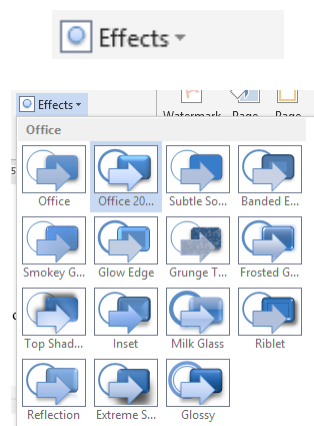 Effects
Effects
Watermark Page Page
Office
5
Office Office 20... Subtle So... Banded E...
Smokey G... Glow Edge Grunge T... Frosted G...
Top Shad... Inset Milk Glass Riblet
Reflection Extreme S... Glossy